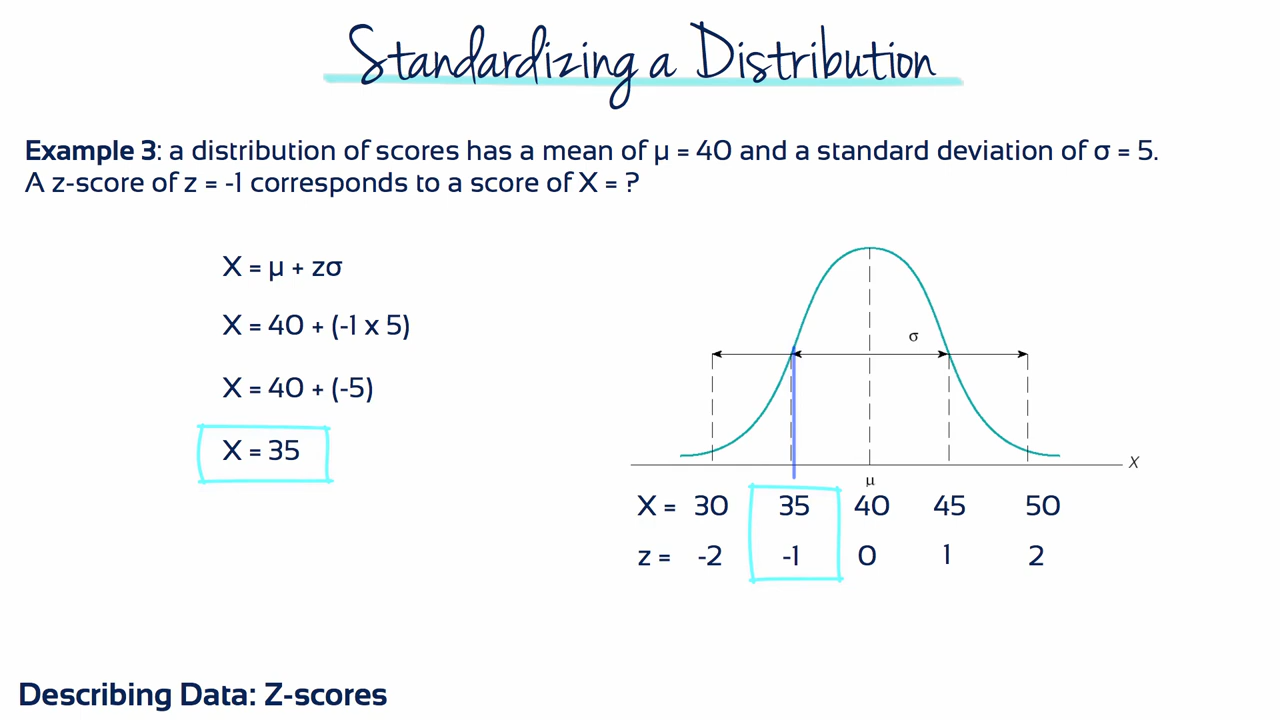 Standardizing a Distribution
Example 3: a distribution of scores has a mean of μ = 40 and a standard deviation of σ = 5.
A z-score of z = -1 corresponds to a score of X = ?
X = μ + zσ
X = 40 + (-1 x 5)
X = 40 + (-5)
X = 35
σ
X
μ
X = 30 35 40 45 50
z = -2 -1 0 1 2
Describing Data: Z-scores